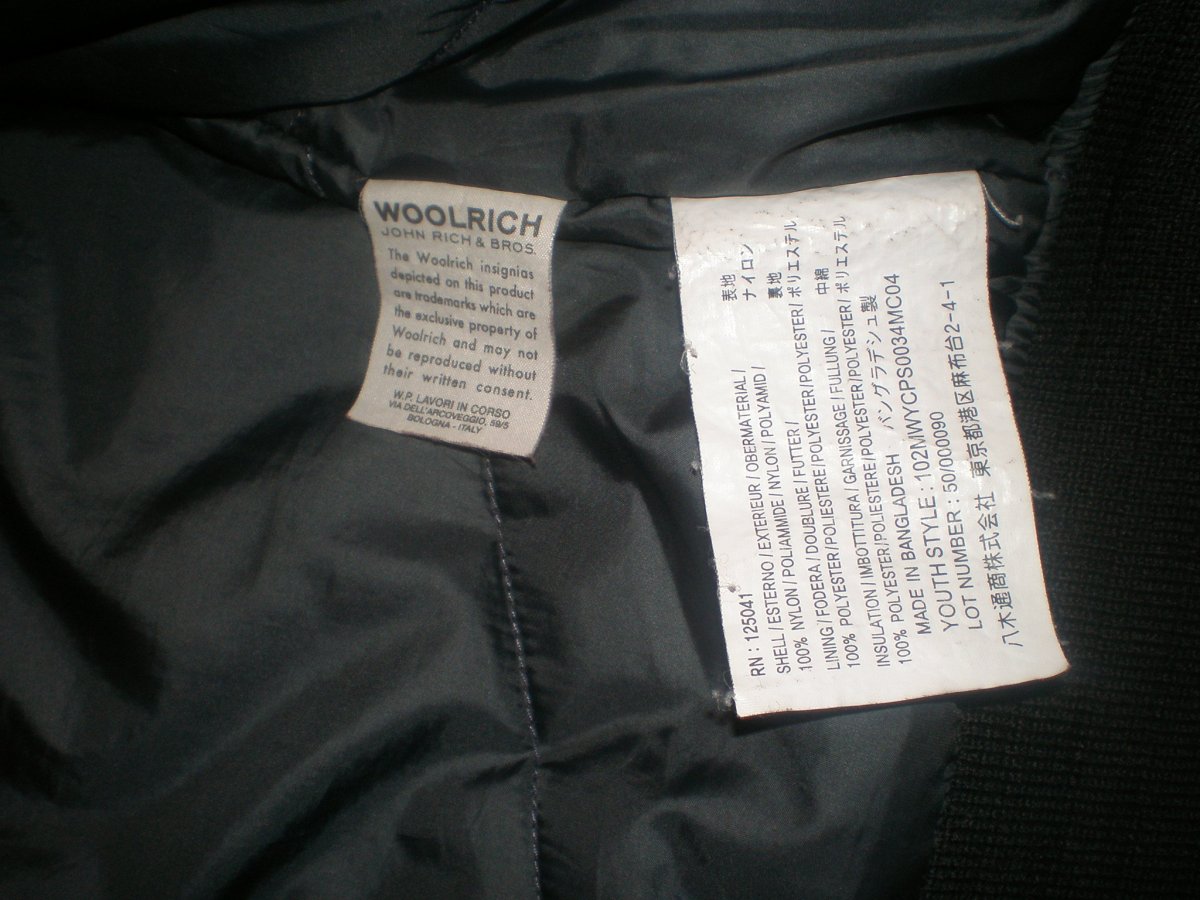 WOOLRICH
JOHN RICH & BROS.
The Woolrich insignias
depicted on this product
are trademarks which are
the exclusive property of
Woolrich and may not
be reproduced without
their written consent.
W.P. LAVORI IN CORSO
VIA DELL'ARCOVEGGIO, 59/5
BOLOGNA - ITALY
RN : 125041
SHELL / ESTERNO / EXTERIEUR / OBERMATERIAL / 表地
100% NYLON / POLIAMMIDE / NYLON / POLYAMID / ナイロン
LINING / FODERA / DOUBLURE / FUTTER / 裏地
100% POLYESTER/POLIESTERE/POLYESTER/POLYESTER/ ポリエステル
INSULATION / IMBOTTITURA / GARNISSAGE / FULLUNG / 中綿
100% POLYESTER/POLIESTERE/POLYESTER/POLYESTER/ ポリエステル
MADE IN BANGLADESH バングラデシュ製
YOUTH STYLE : 102MWYCPS0034MC04
LOT NUMBER : 50/000090
八木通商株式会社 東京都港区麻布台2-4-1